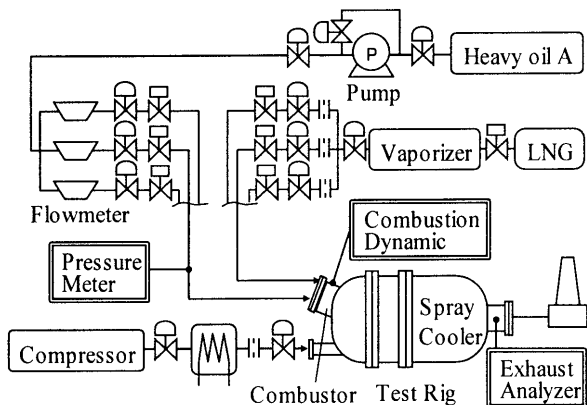 P
Heavy oil A
Pump
Vaporizer
LNG
Flowmeter
Combustion
Dynamic
Pressure
Meter
Spray
Cooler
Compressor
Combustor
Test Rig
Exhaust
Analyzer